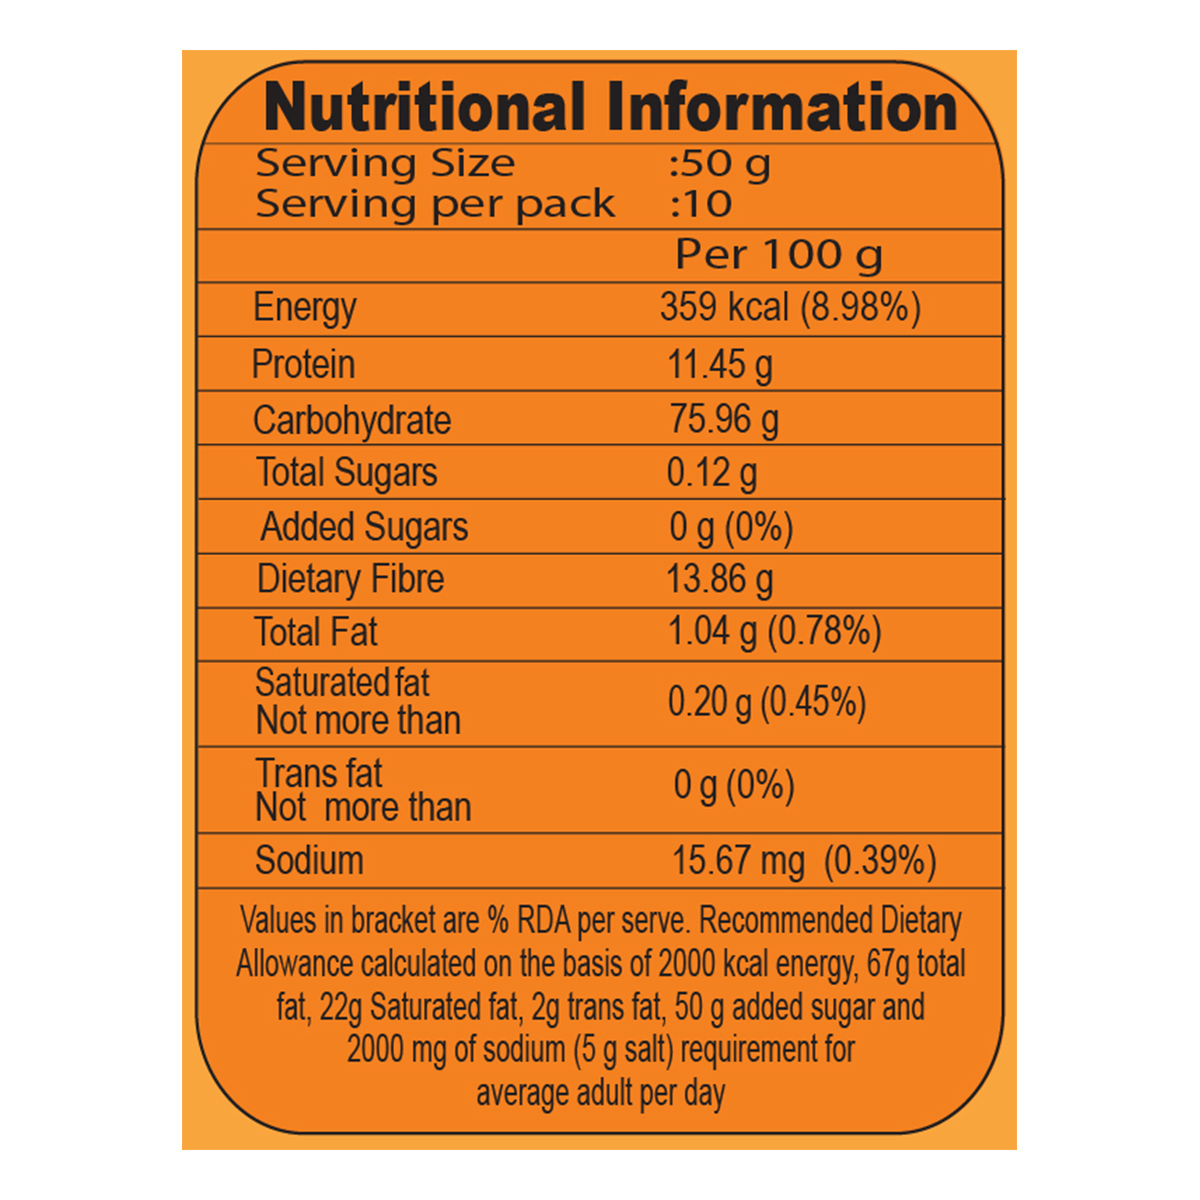 Nutritional Information
Serving Size :50 g
Serving per pack :10
Per 100 g
Energy 359 kcal (8.98%)
Protein 11.45 g
Carbohydrate 75.96 g
Total Sugars 0.12 g
Added Sugars 0 g (0%)
Dietary Fibre 13.86 g
Total Fat 1.04 g (0.78%)
Saturated fat
Not more than 0.20 g (0.45%)
Trans fat
Not more than 0 g (0%)
Sodium 15.67 mg (0.39%)
Values in bracket are % RDA per serve. Recommended Dietary
Allowance calculated on the basis of 2000 kcal energy, 67g total
fat, 22g Saturated fat, 2g trans fat, 50 g added sugar and
2000 mg of sodium (5 g salt) requirement for
average adult per day